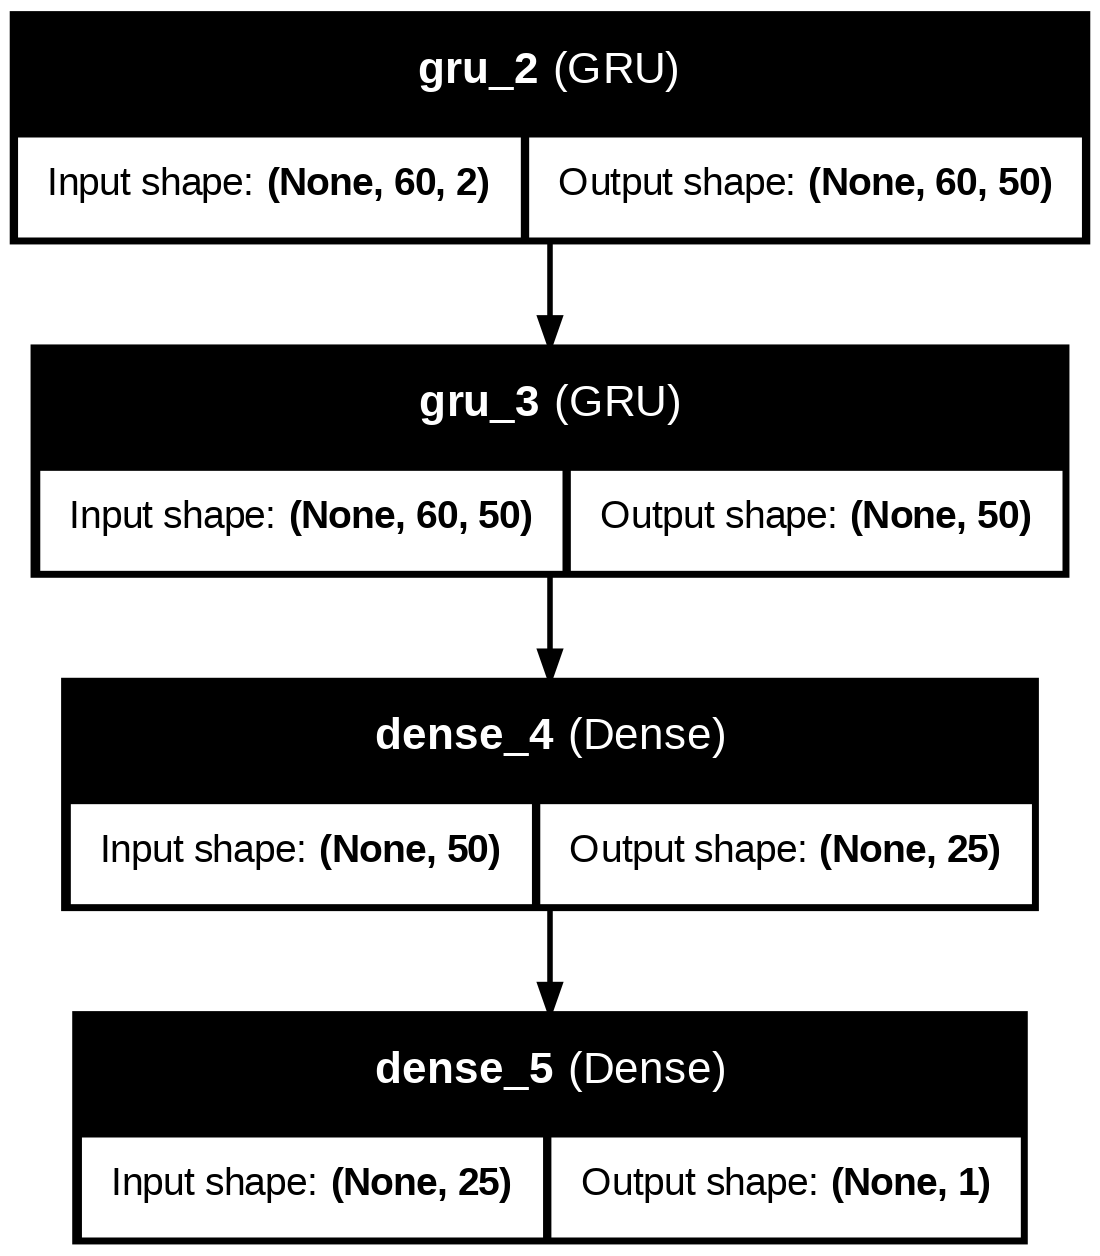 gru_2 (GRU)
Input shape: (None, 60, 2) Output shape: (None, 60, 50)
gru_3 (GRU)
Input shape: (None, 60, 50) Output shape: (None, 50)
dense_4 (Dense)
Input shape: (None, 50) Output shape: (None, 25)
dense_5 (Dense)
Input shape: (None, 25) Output shape: (None, 1)